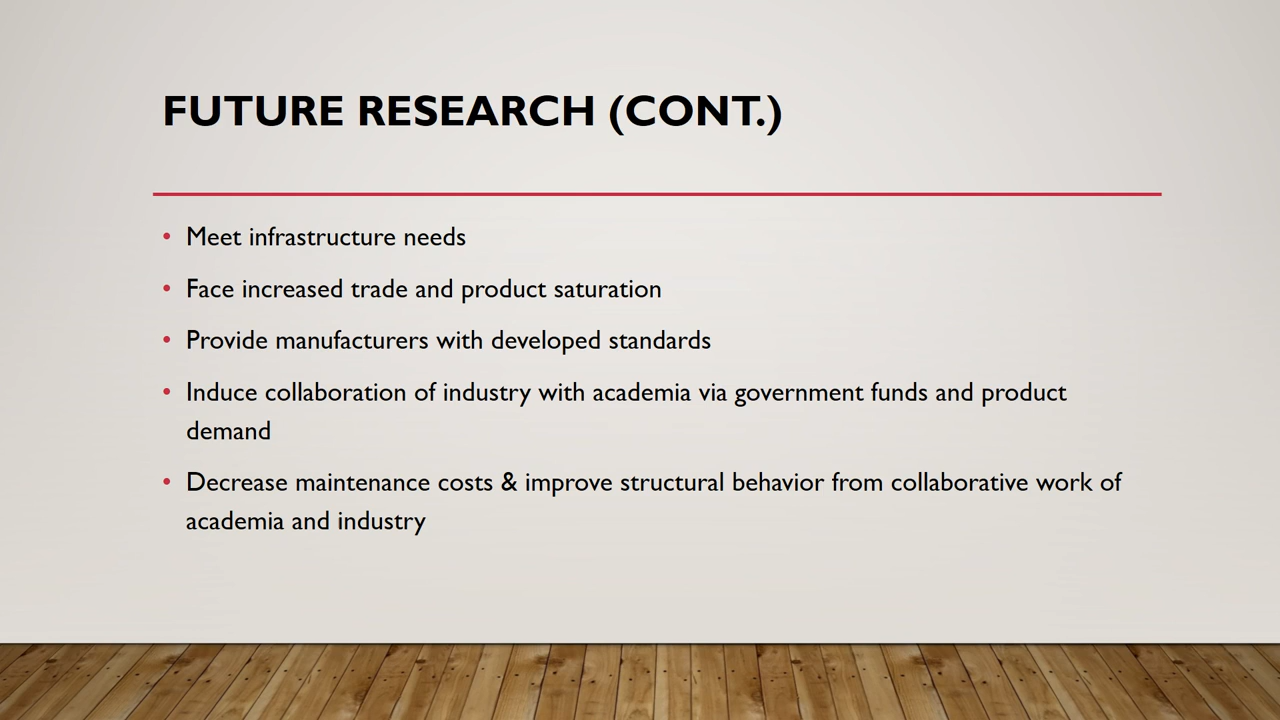 FUTURE RESEARCH (CONT.)
• Meet infrastructure needs
• Face increased trade and product saturation
• Provide manufacturers with developed standards
• Induce collaboration of industry with academia via government funds and product
demand
• Decrease maintenance costs & improve structural behavior from collaborative work of
academia and industry